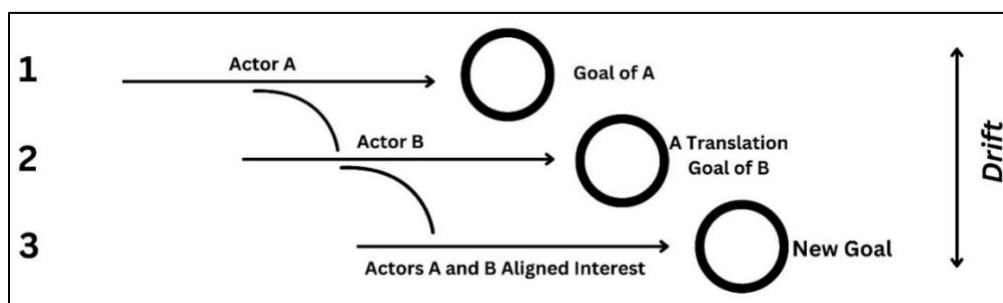 1
Actor A
Goal of A
2
Actor B
A Translation
Goal of B
3
Actors A and B Aligned Interest
New Goal
Drift